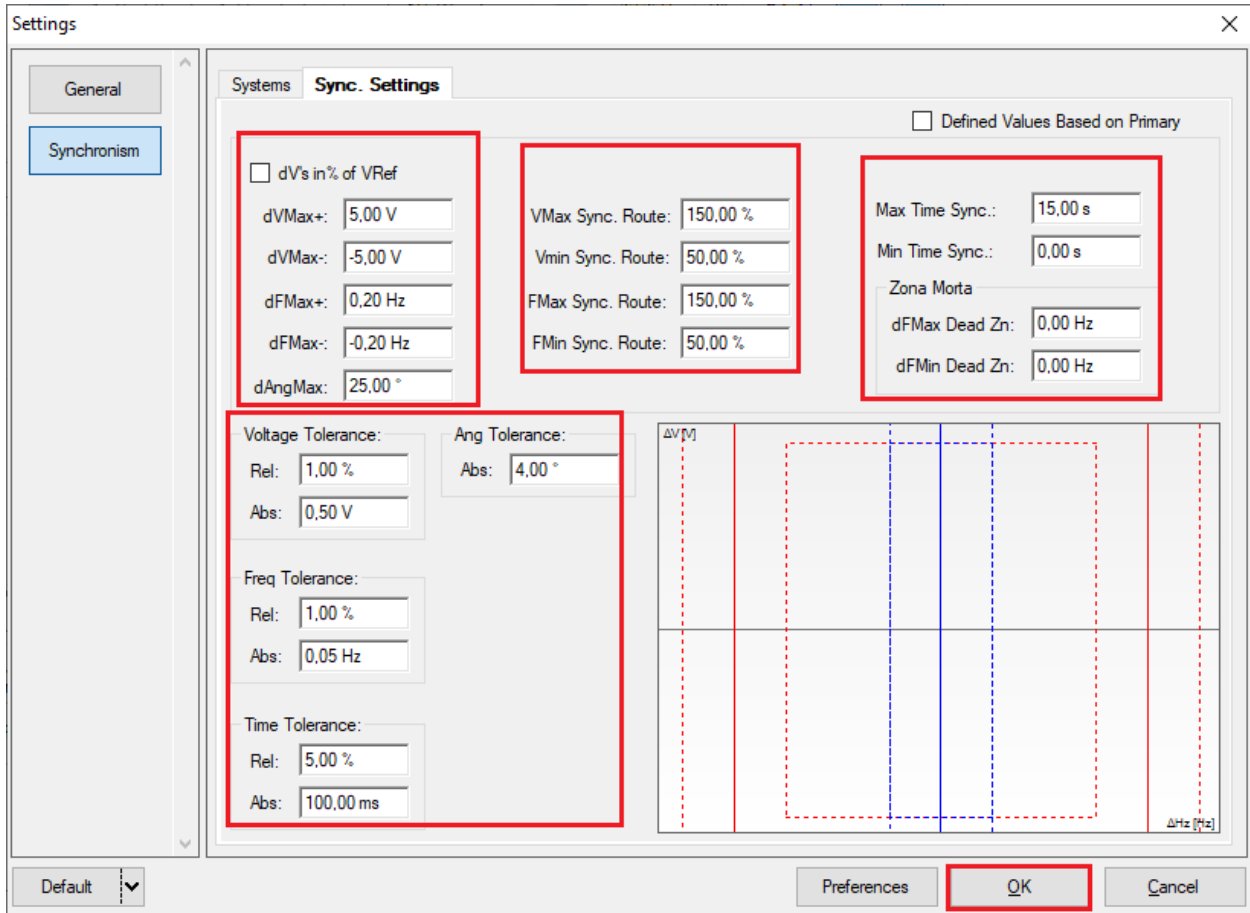 Settings
General
Synchronism
Systems
Sync. Settings
Defined Values Based on Primary
dV's in% of VRef
dVMax+: 5,00 V
dVMax-: -5,00 V
dFMax+: 0,20 Hz
dFMax-: -0,20 Hz
dAngMax: 25,00 °
VMax Sync. Route: 150,00 %
Vmin Sync. Route: 50,00 %
FMax Sync. Route: 150,00 %
FMin Sync. Route: 50,00 %
Max Time Sync.: 15,00 s
Min Time Sync.: 0,00 s
Zona Morta
dFMax Dead Zn: 0,00 Hz
dFMin Dead Zn: 0,00 Hz
Voltage Tolerance:
Rel: 1,00 %
Abs: 0,50 V
Ang Tolerance:
Abs: 4,00 °
Freq Tolerance:
Rel: 1,00 %
Abs: 0,05 Hz
Time Tolerance:
Rel: 5,00 %
Abs: 100,00 ms
ΔV [V]
ΔHz [Hz]
Default
Preferences
OK
Cancel